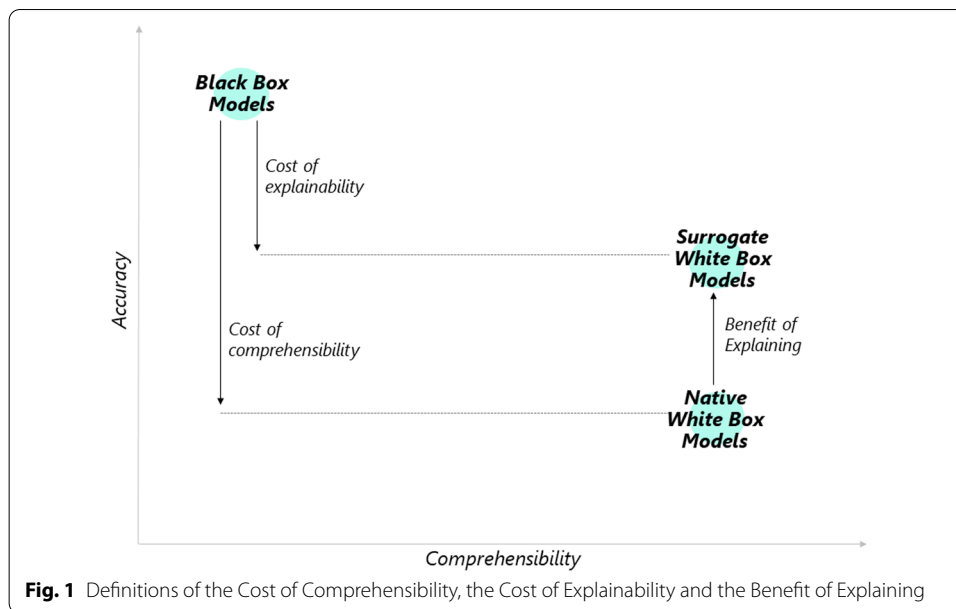 Black Box
Models
Cost of
explainability
Surrogate
White Box
Models
Accuracy
Cost of
comprehensibility
Benefit of
Explaining
Native
White Box
Models
Comprehensibility
Fig. 1 Definitions of the Cost of Comprehensibility, the Cost of Explainability and the Benefit of Explaining